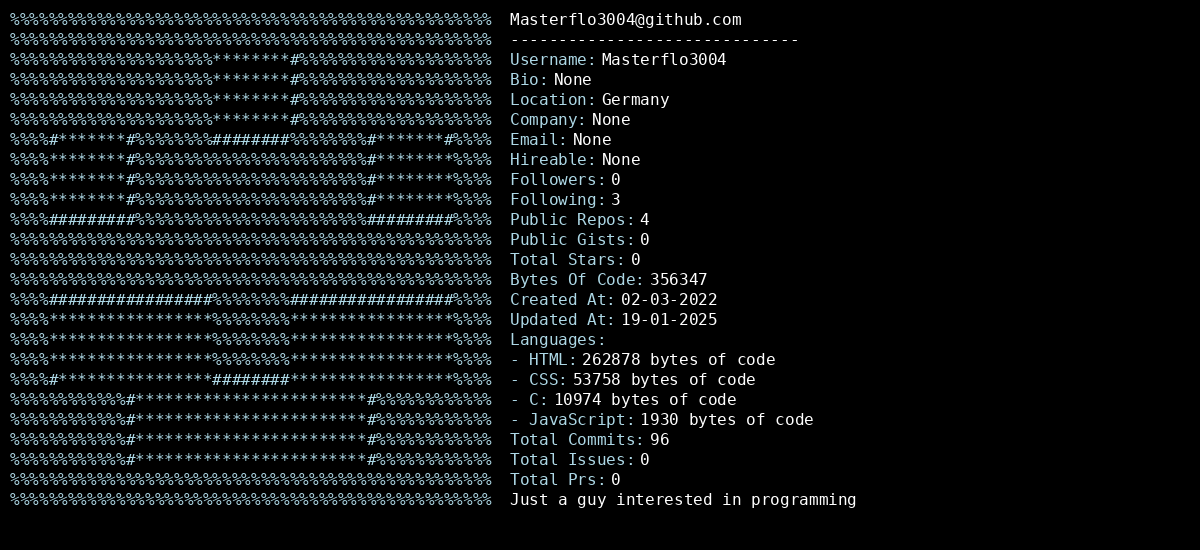 Masterflo3004@github.com
------------------------------
Username: Masterflo3004
Bio: None
Location: Germany
Company: None
Email: None
Hireable: None
Followers: 0
Following: 3
Public Repos: 4
Public Gists: 0
Total Stars: 0
Bytes Of Code: 356347
Created At: 02-03-2022
Updated At: 19-01-2025
Languages:
- HTML: 262878 bytes of code
- CSS: 53758 bytes of code
- C: 10974 bytes of code
- JavaScript: 1930 bytes of code
Total Commits: 96
Total Issues: 0
Total Prs: 0
Just a guy interested in programming